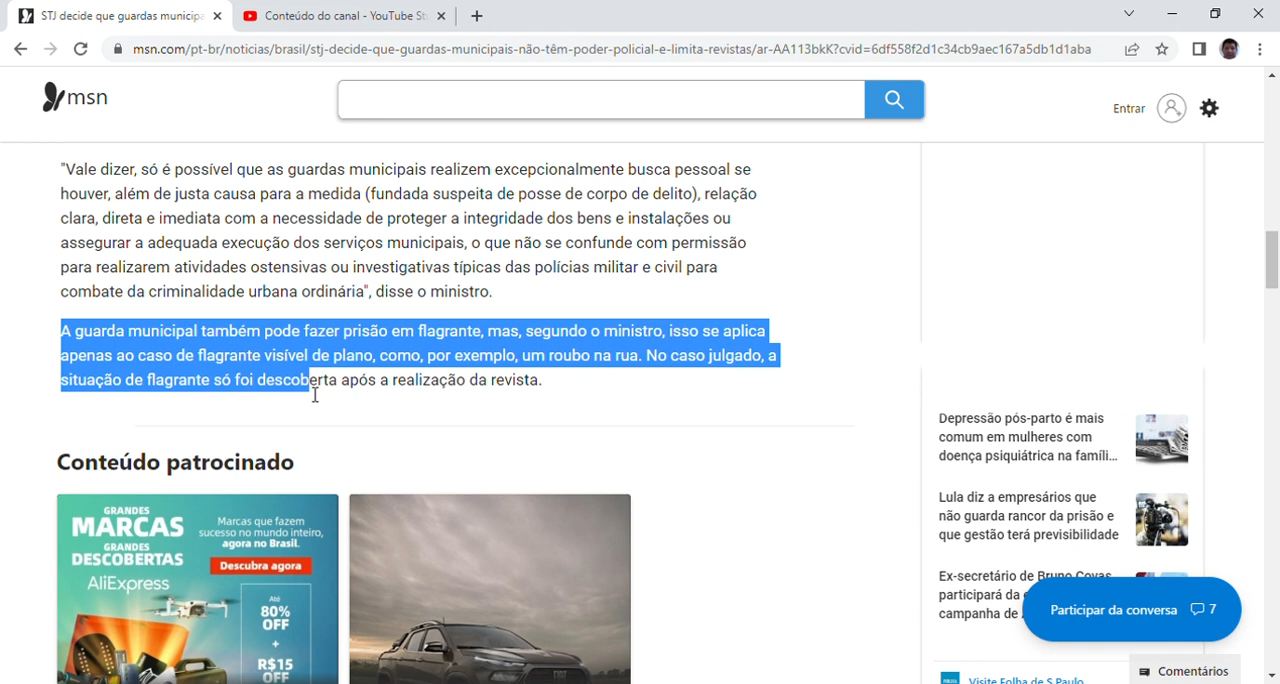 STJ decide que guardas municipa
Conteúdo do canal - YouTube St
msn.com/pt-br/noticias/brasil/stj-decide-que-guardas-municipais-não-têm-poder-policial-e-limita-revistas/ar-AA113bkK?cvid=6df558f2d1c34cb9aec167a5db1d1aba
msn
Entrar
"Vale dizer, só é possível que as guardas municipais realizem excepcionalmente busca pessoal se
houver, além de justa causa para a medida (fundada suspeita de posse de corpo de delito), relação
clara, direta e imediata com a necessidade de proteger a integridade dos bens e instalações ou
assegurar a adequada execução dos serviços municipais, o que não se confunde com permissão
para realizarem atividades ostensivas ou investigativas típicas das polícias militar e civil para
combate da criminalidade urbana ordinária", disse o ministro.
A guarda municipal também pode fazer prisão em flagrante, mas, segundo o ministro, isso se aplica
apenas ao caso de flagrante visível de plano, como, por exemplo, um roubo na rua. No caso julgado, a
situação de flagrante só foi descoberta após a realização da revista.
Conteúdo patrocinado
GRANDES
MARCAS
GRANDES
DESCOBERTAS
AliExpress
Marcas que fazem
sucesso no mundo inteiro,
agora no Brasil.
Descubra agora
Até
80%
OFF
+
R$15
OFF
Depressão pós-parto é mais
comum em mulheres com
doença psiquiátrica na famíli...
Lula diz a empresários que
não guarda rancor da prisão e
que gestão terá previsibilidade
Ex-secretário de Bruno Covas
participará da
campanha de
Participar da conversa 7
Visite Folha de S.Paulo
Comentários